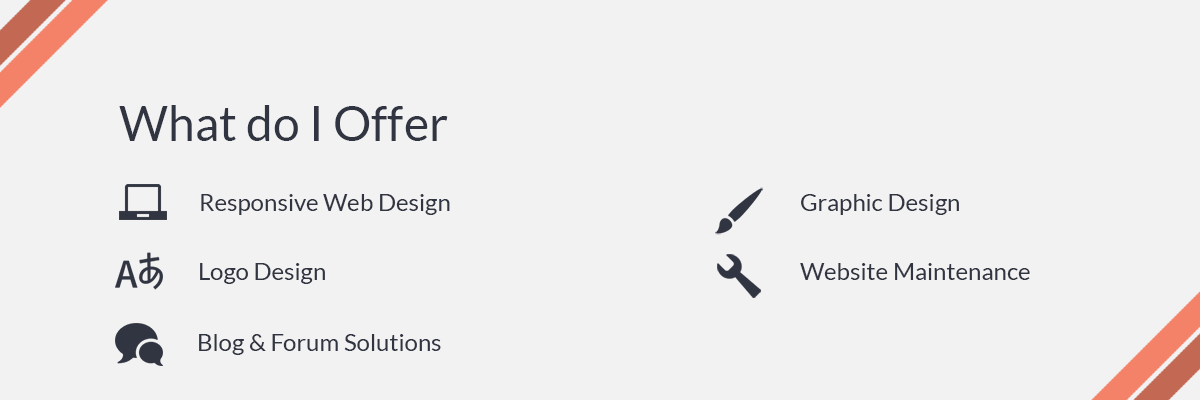 What do I Offer
Responsive Web Design
Graphic Design
Aあ
Logo Design
Website Maintenance
Blog & Forum Solutions